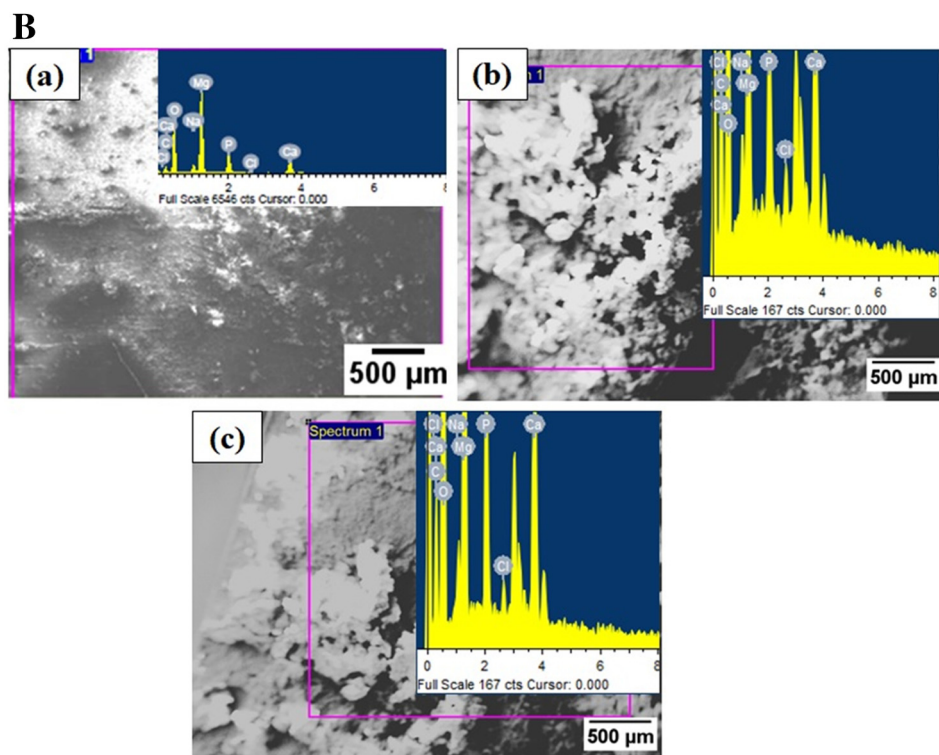 B
(a)
1
Mg
O
Ca
Na
C
P
Cl
Ca
2 4 6 8
Full Scale 6546 cts Cursor: 0.000
500 μm
(b)
m 1
Cl Na P Ca
C Mg
Ca
O
Cl
0 2 4 6 8
Full Scale 167 cts Cursor: 0.000
500 μm
(c)
Spectrum 1
Cl Na P Ca
Ca Mg
C
O
Cl
0 2 4 6 8
Full Scale 167 cts Cursor: 0.000
500 μm